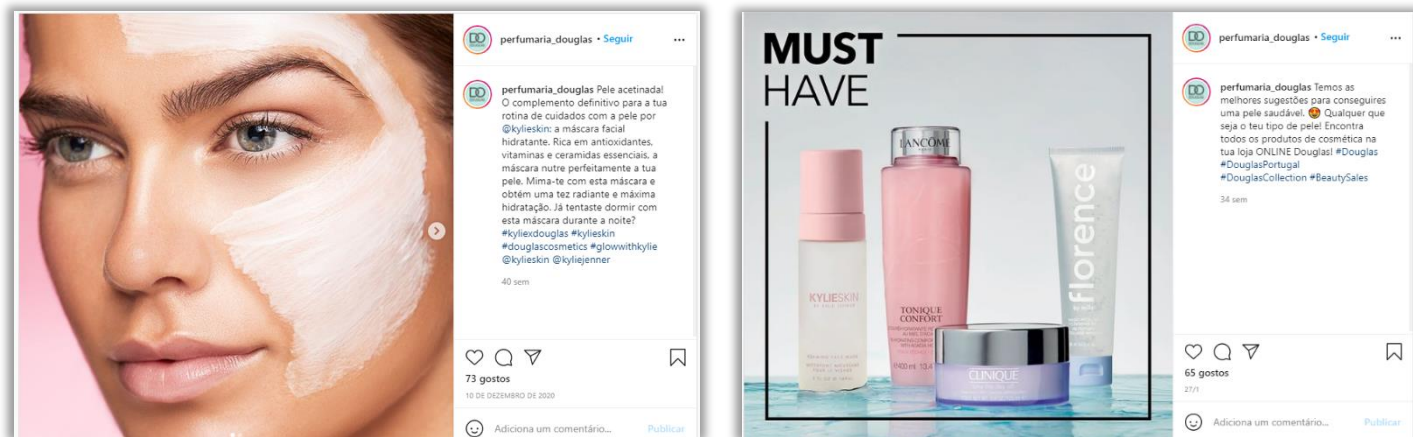 perfumaria_douglas • Seguir
perfumaria_douglas Pele acetinada!
O complemento definitivo para a tua
rotina de cuidados com a pele por
@kylieskin: a máscara facial
hidratante. Rica em antioxidantes,
vitaminas e ceramidas essenciais, a
máscara nutre perfeitamente a tua
pele. Mima-te com esta máscara e
obtém uma tez radiante e máxima
hidratação. Já tentaste dormir com
esta máscara durante a noite?
#kyliexdouglas #kylieskin
#douglascosmetics #glowwithkylie
@kylieskin @kyliejenner
40 sem
73 gostos
10 DE DEZEMBRO DE 2020
Adiciona um comentário... Publicar
MUST
HAVE
LANCÔME
KYLIESKIN
TONIQUE
CONFORT
CLINIQUE
florence
perfumaria_douglas • Seguir
perfumaria_douglas Temos as
melhores sugestões para conseguires
uma pele saudável. 🥰 Qualquer que
seja o teu tipo de pele! Encontra
todos os produtos de cosmética na
tua loja ONLINE Douglas! #Douglas
#DouglasPortugal
#DouglasCollection #BeautySales
34 sem
65 gostos
27/1
Adiciona um comentário... Publicar